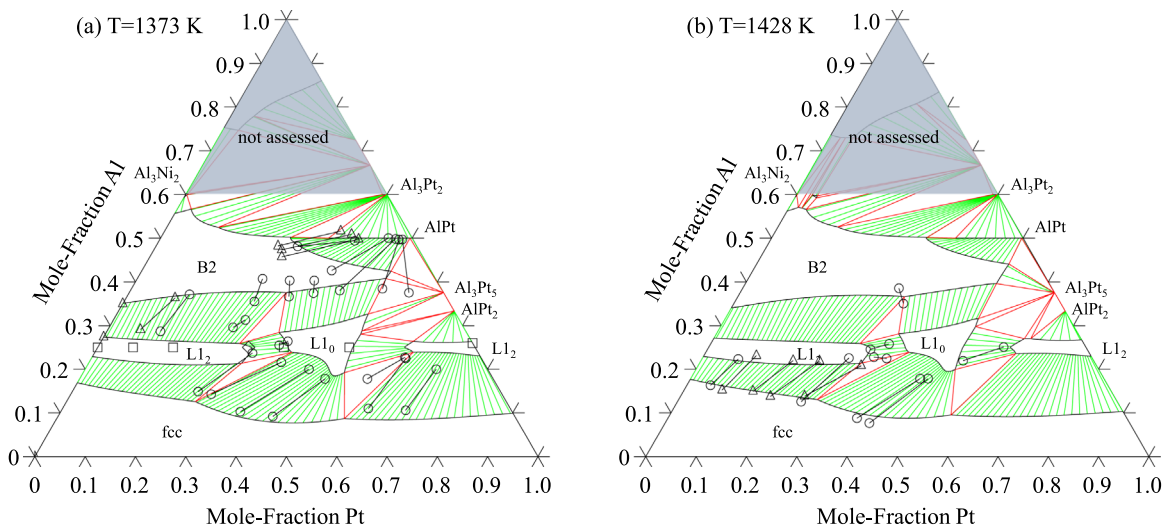 (a) T=1373 K
1.0
0.9
0.8
not assessed
0.7
Al3Ni2
0.6
Al3Pt2
AlPt
0.5
B2
0.4
Al3Pt5
AlPt2
0.3
L12
L10
L12
0.2
0.1
fcc
0
0 0.1 0.2 0.3 0.4 0.5 0.6 0.7 0.8 0.9 1.0
Mole-Fraction Pt
Mole-Fraction Al
(b) T=1428 K
1.0
0.9
0.8
not assessed
0.7
Al3Ni2
0.6
Al3Pt2
AlPt
0.5
B2
0.4
Al3Pt5
AlPt2
0.3
L12
L10
L12
0.2
0.1
fcc
0
0 0.1 0.2 0.3 0.4 0.5 0.6 0.7 0.8 0.9 1.0
Mole-Fraction Pt
Mole-Fraction Al